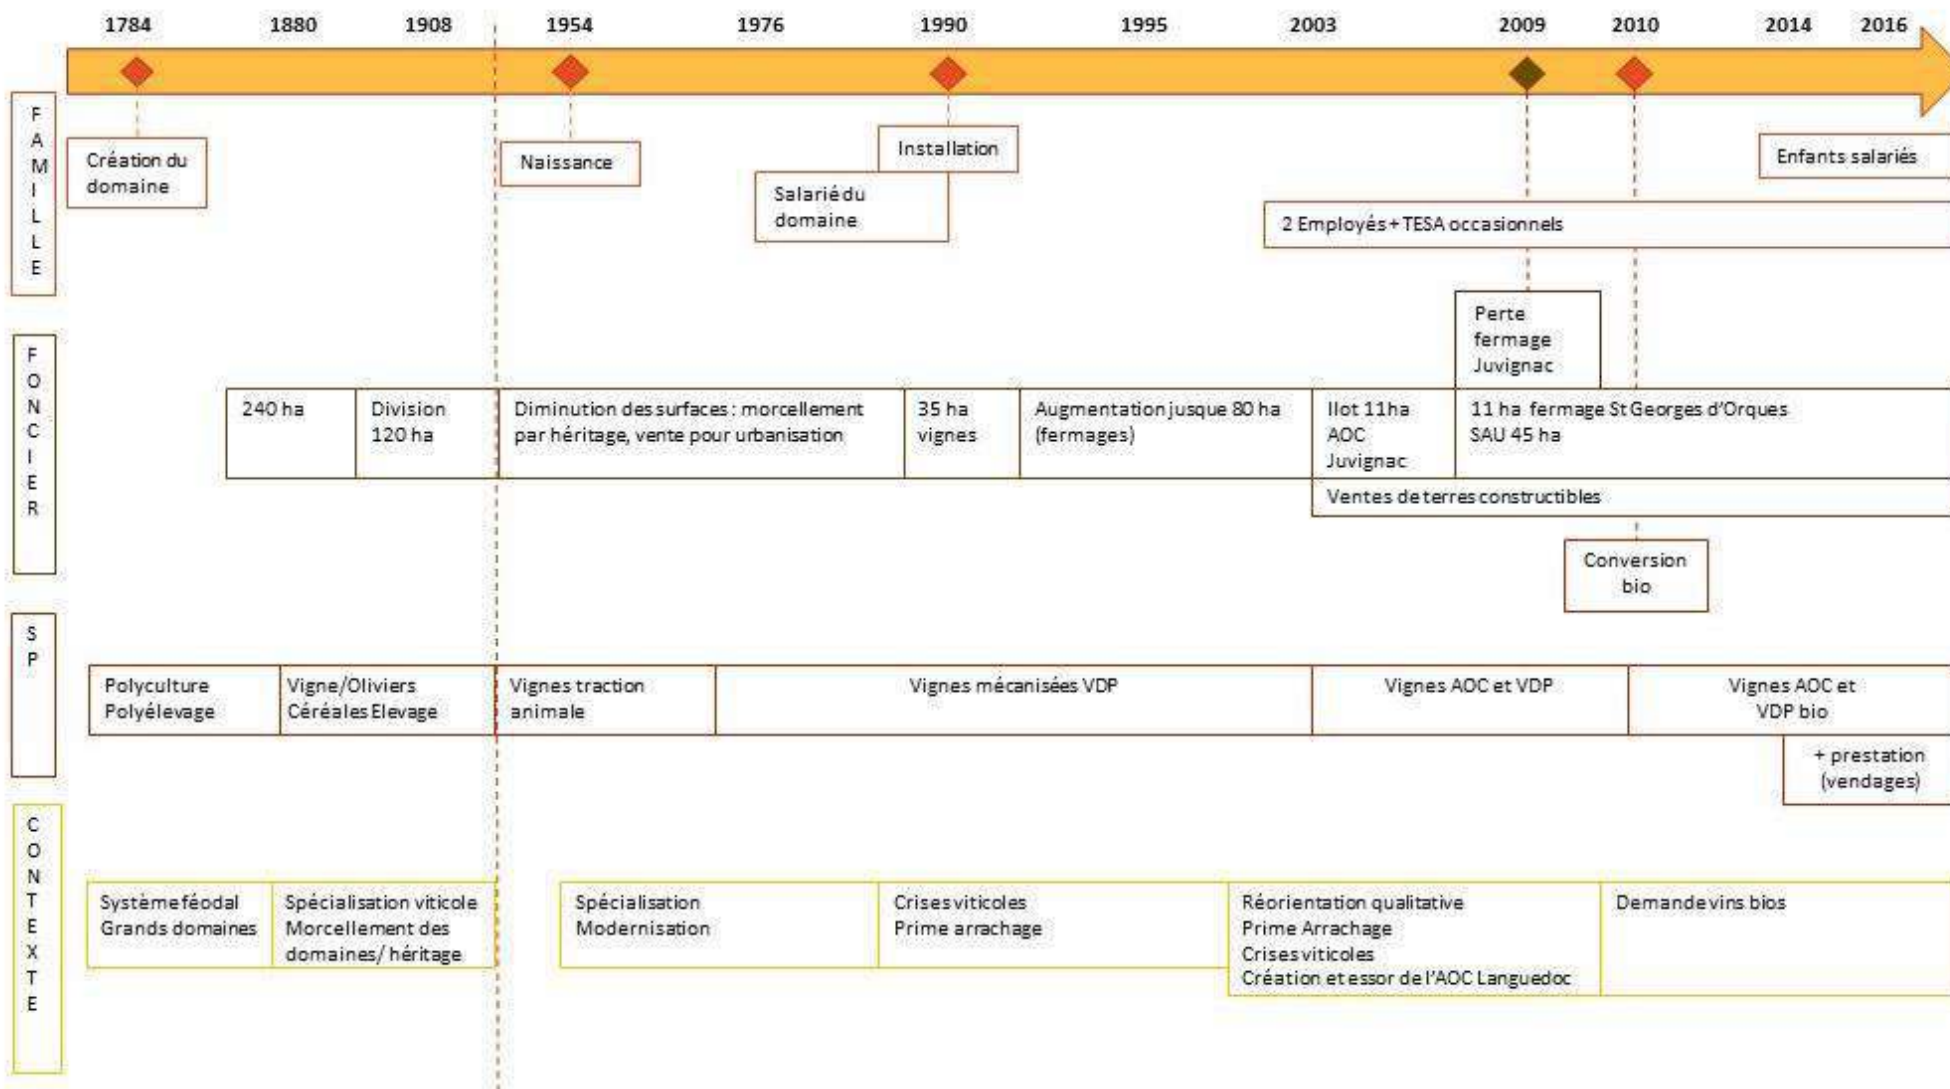 1784 1880 1908 1954 1976 1990 1995 2003 2009 2010 2014 2016
FAMILLE
Création du
domaine
Naissance
Installation
Salarié du
domaine
Enfants salariés
2 Employés + TESA occasionnels
FONCIER
Perte
fermage
Juvignac
240 ha
Division
120 ha
Diminution des surfaces : morcellement
par héritage, vente pour urbanisation
35 ha
vignes
Augmentation jusque 80 ha
(fermages)
Ilot 11ha
AOC
Juvignac
11 ha fermage St Georges d'Orques
SAU 45 ha
Ventes de terres constructibles
Conversion
bio
SP
Polyculture
Polyélevage
Vigne/Oliviers
Céréales Elevage
Vignes traction
animale
Vignes mécanisées VDP
Vignes AOC et VDP
Vignes AOC et
VDP bio
+ prestation
(vendages)
CONTEXTE
Système féodal
Grands domaines
Spécialisation viticole
Morcellement des
domaines/ héritage
Spécialisation
Modernisation
Crises viticoles
Prime arrachage
Réorientation qualitative
Prime Arrachage
Crises viticoles
Création et essor de l'AOC Languedoc
Demande vins bios